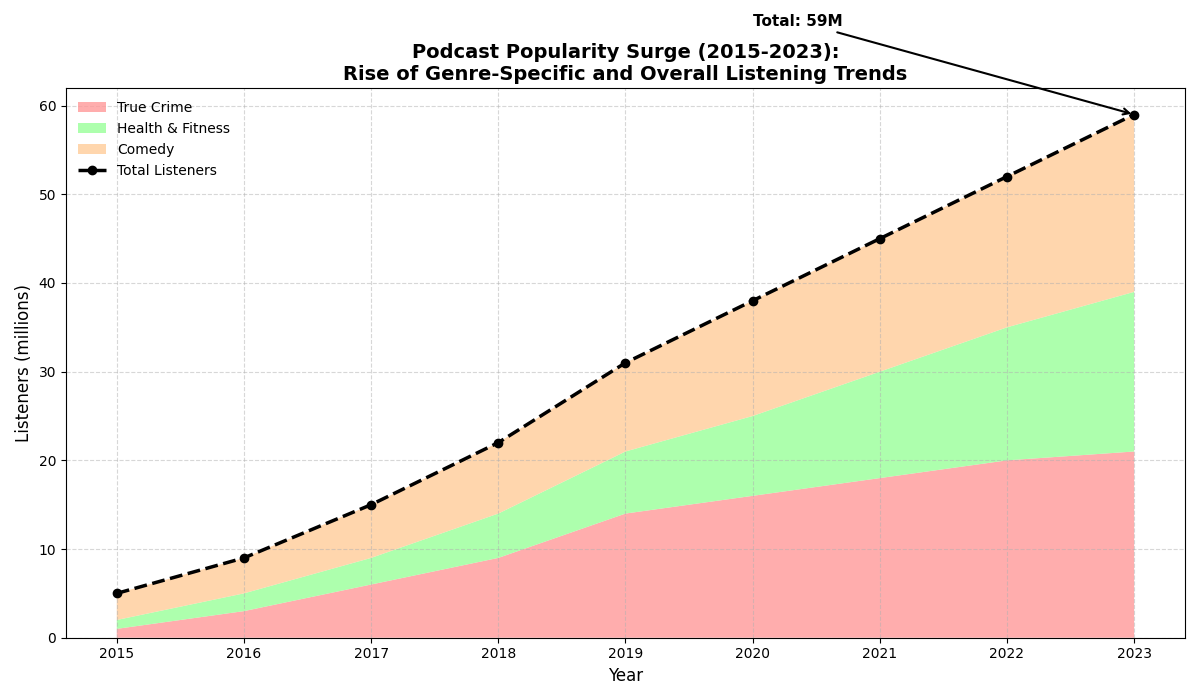 Total: 59M
Podcast Popularity Surge (2015-2023):
Rise of Genre-Specific and Overall Listening Trends
True Crime
Health & Fitness
Comedy
Total Listeners
Listeners (millions)
60
50
40
30
20
10
0
2015 2016 2017 2018 2019 2020 2021 2022 2023
Year